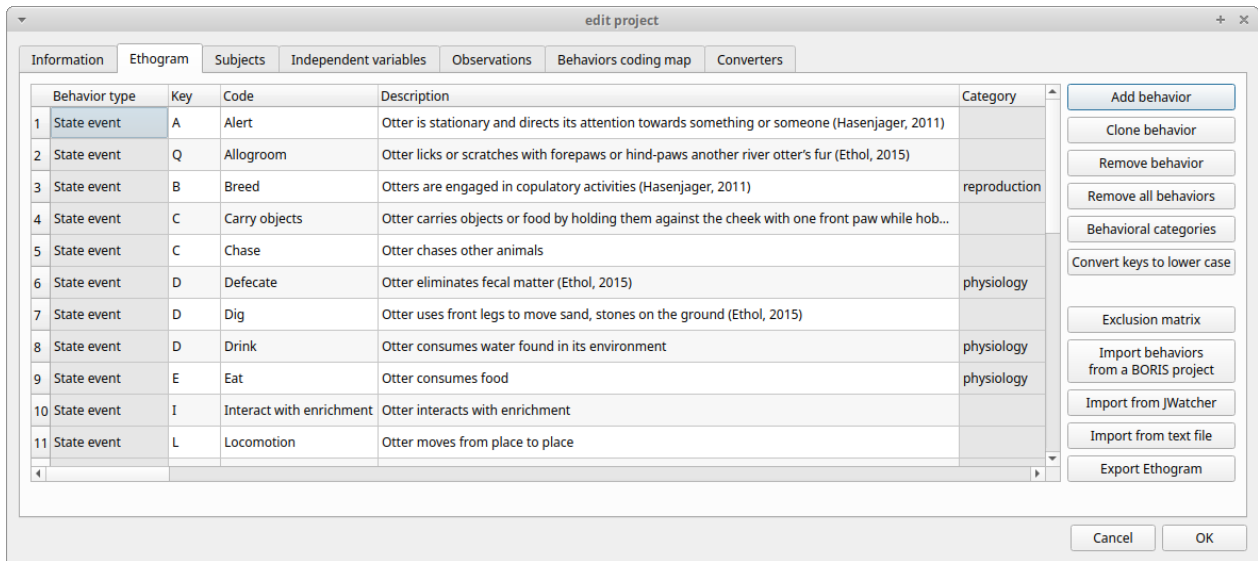 edit project
Information Ethogram Subjects Independent variables Observations Behaviors coding map Converters
Behavior type Key Code Description Category
1 State event A Alert Otter is stationary and directs its attention towards something or someone (Hasenjager, 2011)
2 State event Q Allogroom Otter licks or scratches with forepaws or hind-paws another river otter’s fur (Ethol, 2015)
3 State event B Breed Otters are engaged in copulatory activities (Hasenjager, 2011) reproduction
4 State event C Carry objects Otter carries objects or food by holding them against the cheek with one front paw while hob...
5 State event C Chase Otter chases other animals
6 State event D Defecate Otter eliminates fecal matter (Ethol, 2015) physiology
7 State event D Dig Otter uses front legs to move sand, stones on the ground (Ethol, 2015)
8 State event D Drink Otter consumes water found in its environment physiology
9 State event E Eat Otter consumes food physiology
10 State event I Interact with enrichment Otter interacts with enrichment
11 State event L Locomotion Otter moves from place to place
Add behavior
Clone behavior
Remove behavior
Remove all behaviors
Behavioral categories
Convert keys to lower case
Exclusion matrix
Import behaviors
from a BORIS project
Import from JWatcher
Import from text file
Export Ethogram
Cancel OK